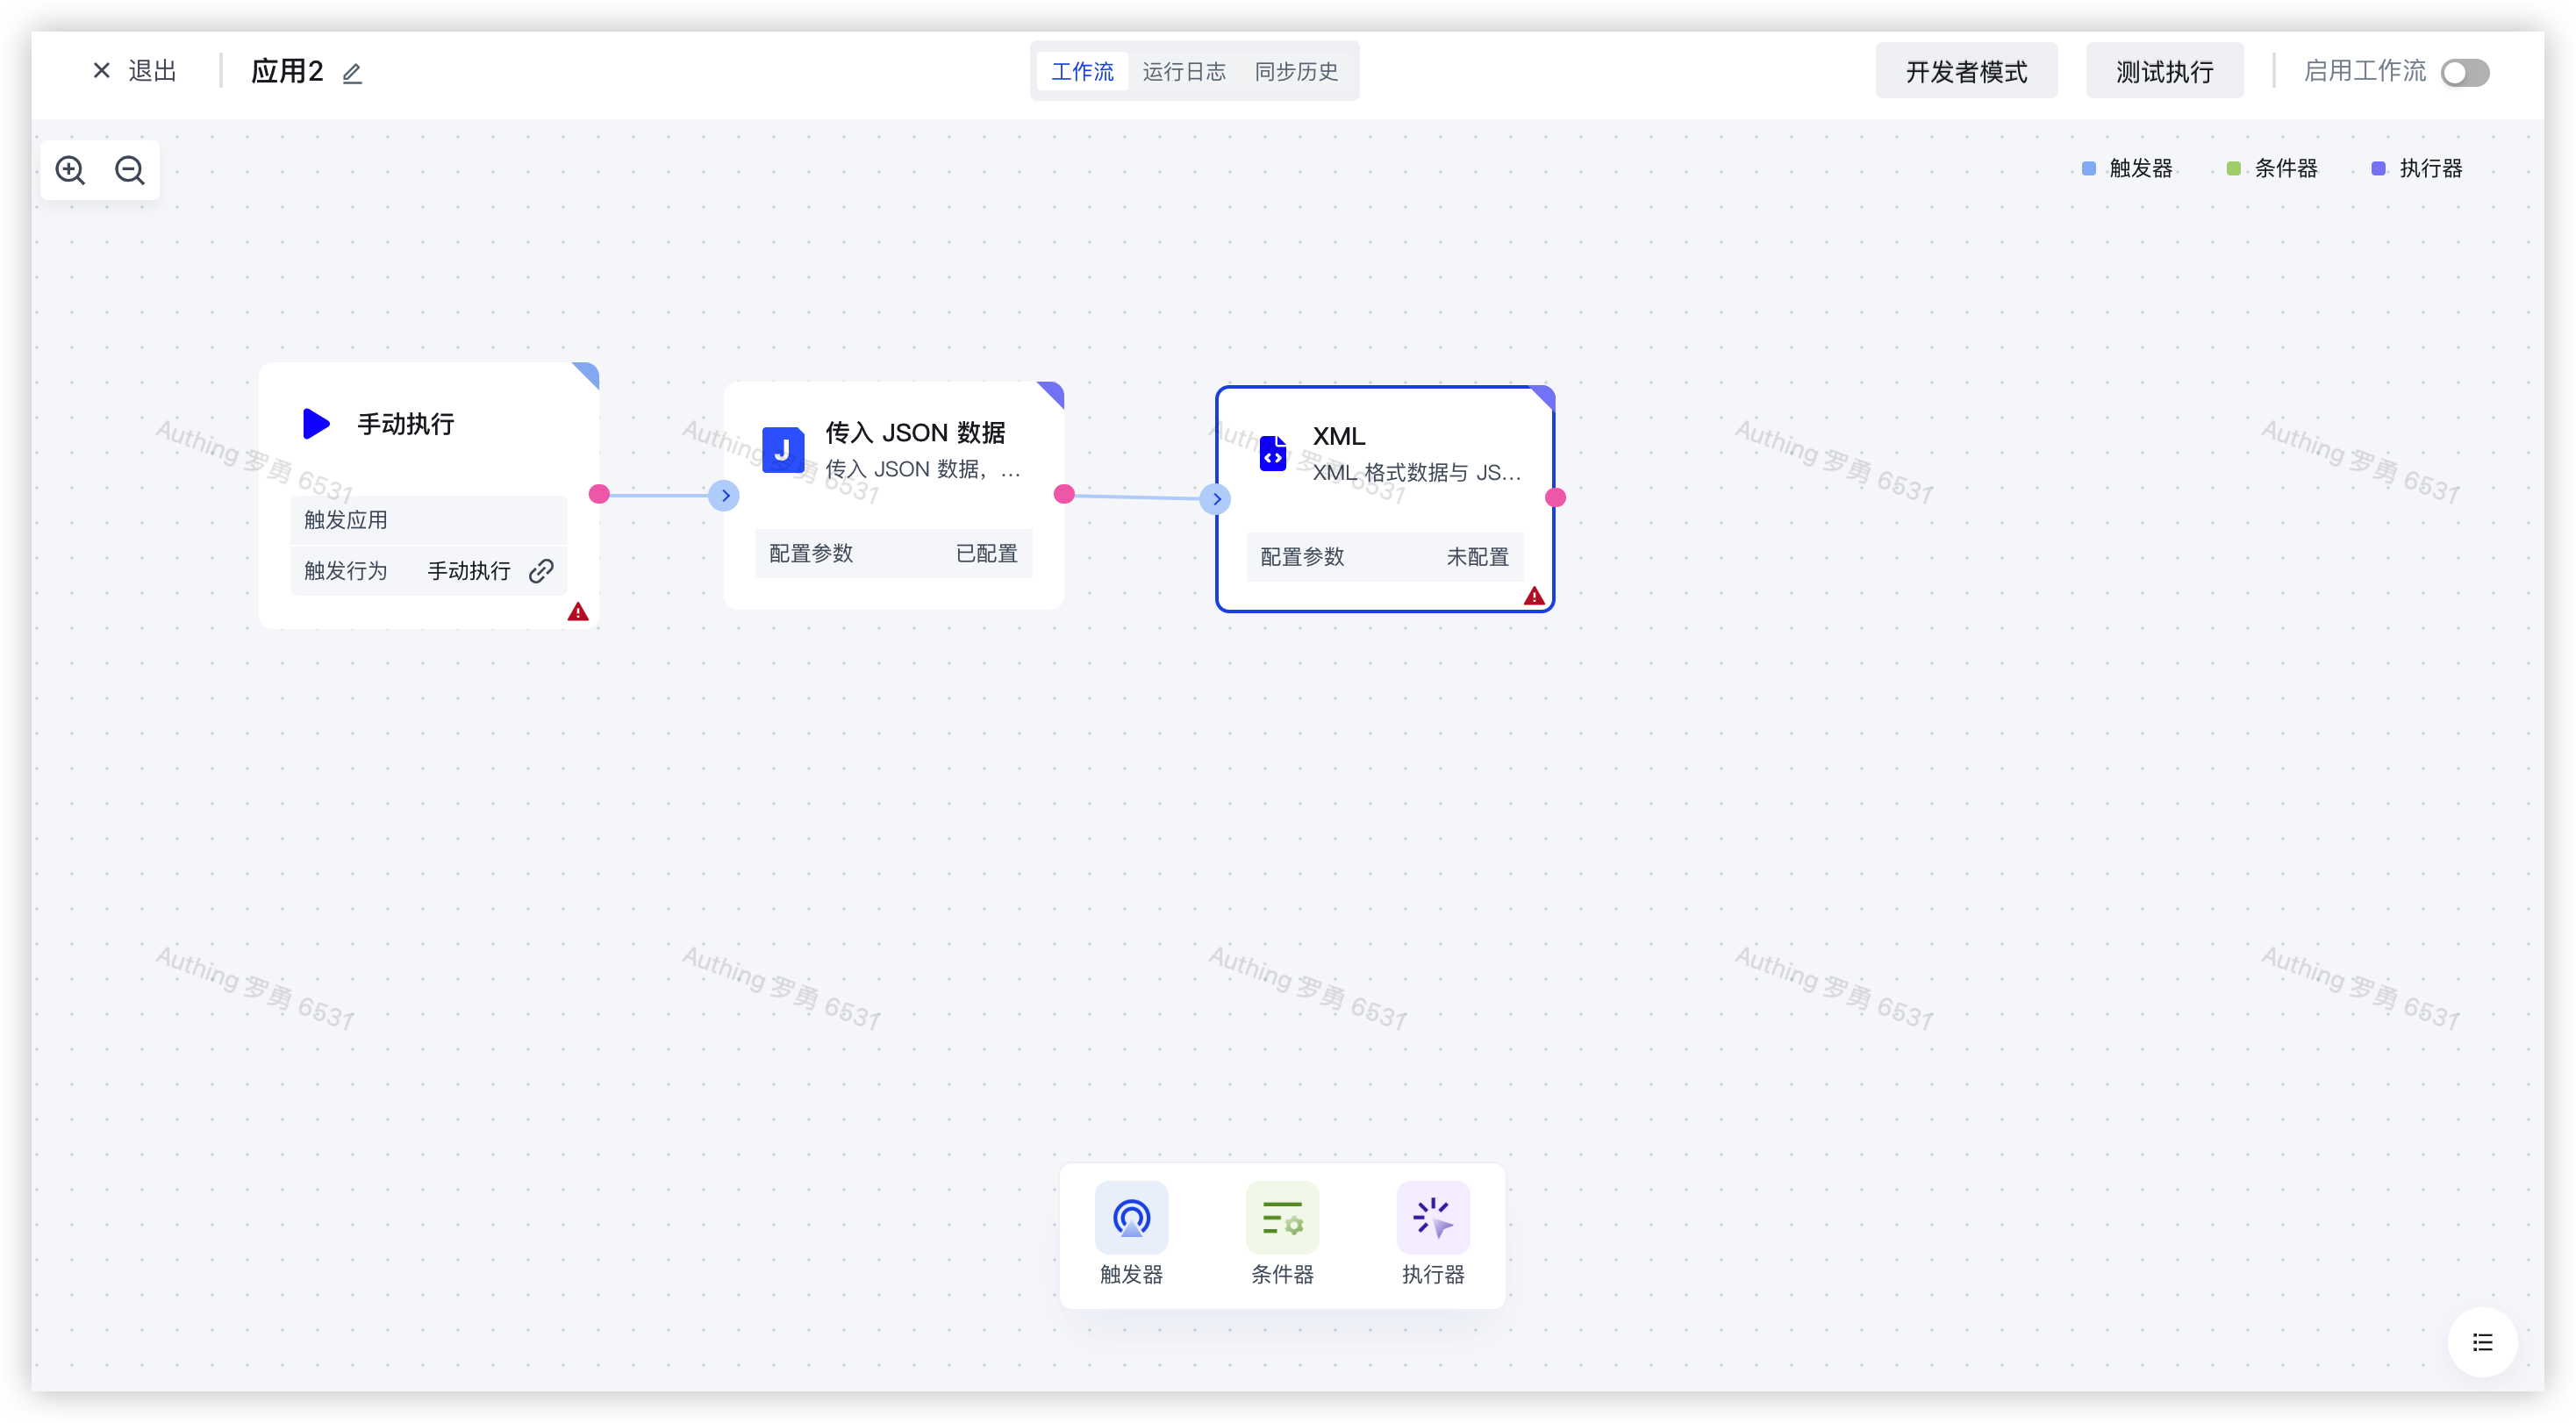 退出
应用2
工作流
运行日志
同步历史
开发者模式
测试执行
启用工作流
触发器
条件器
执行器
手动执行
触发应用
触发行为
手动执行
J
传入 JSON 数据
传入 JSON 数据，...
配置参数
已配置
XML
XML 格式数据与 JS...
配置参数
未配置
Authing 罗勇 6531
Authing 罗勇 6531
Authing 罗勇 6531
Authing 罗勇 6531
Authing 罗勇 6531
Authing 罗勇 6531
Authing 罗勇 6531
Authing 罗勇 6531
Authing 罗勇 6531
Authing 罗勇 6531
触发器
条件器
执行器